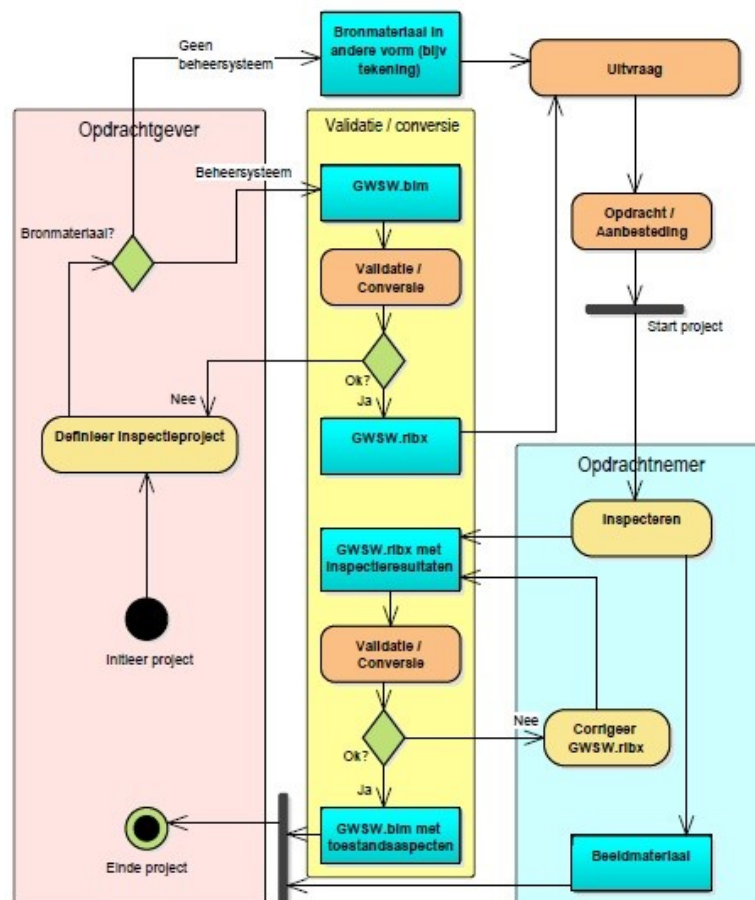 Geen
beheersysteem
Bronmateriaal in
andere vorm (bijv
tekening)
Uitvraag
Opdrachtgever
Validatie / conversie
Beheersysteem
GWSW.bim
Bronmateriaal?
Opdracht /
Aanbesteding
Validatie /
Conversie
Start project
Ok?
Nee
Ja
Definieer Inspectieproject
GWSW.ribx
Opdrachtnemer
Inspecteren
GWSW.ribx met
Inspectieresultaten
Initieer project
Validatie /
Conversie
Nee
Corrigeer
GWSW.ribx
Ok?
Ja
GWSW.bim met
toestandsaspecten
Einde project
Beeldmateriaal